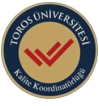 TOROS ÜNİVERSİTESİ
Kalite Koordinatörlüğü